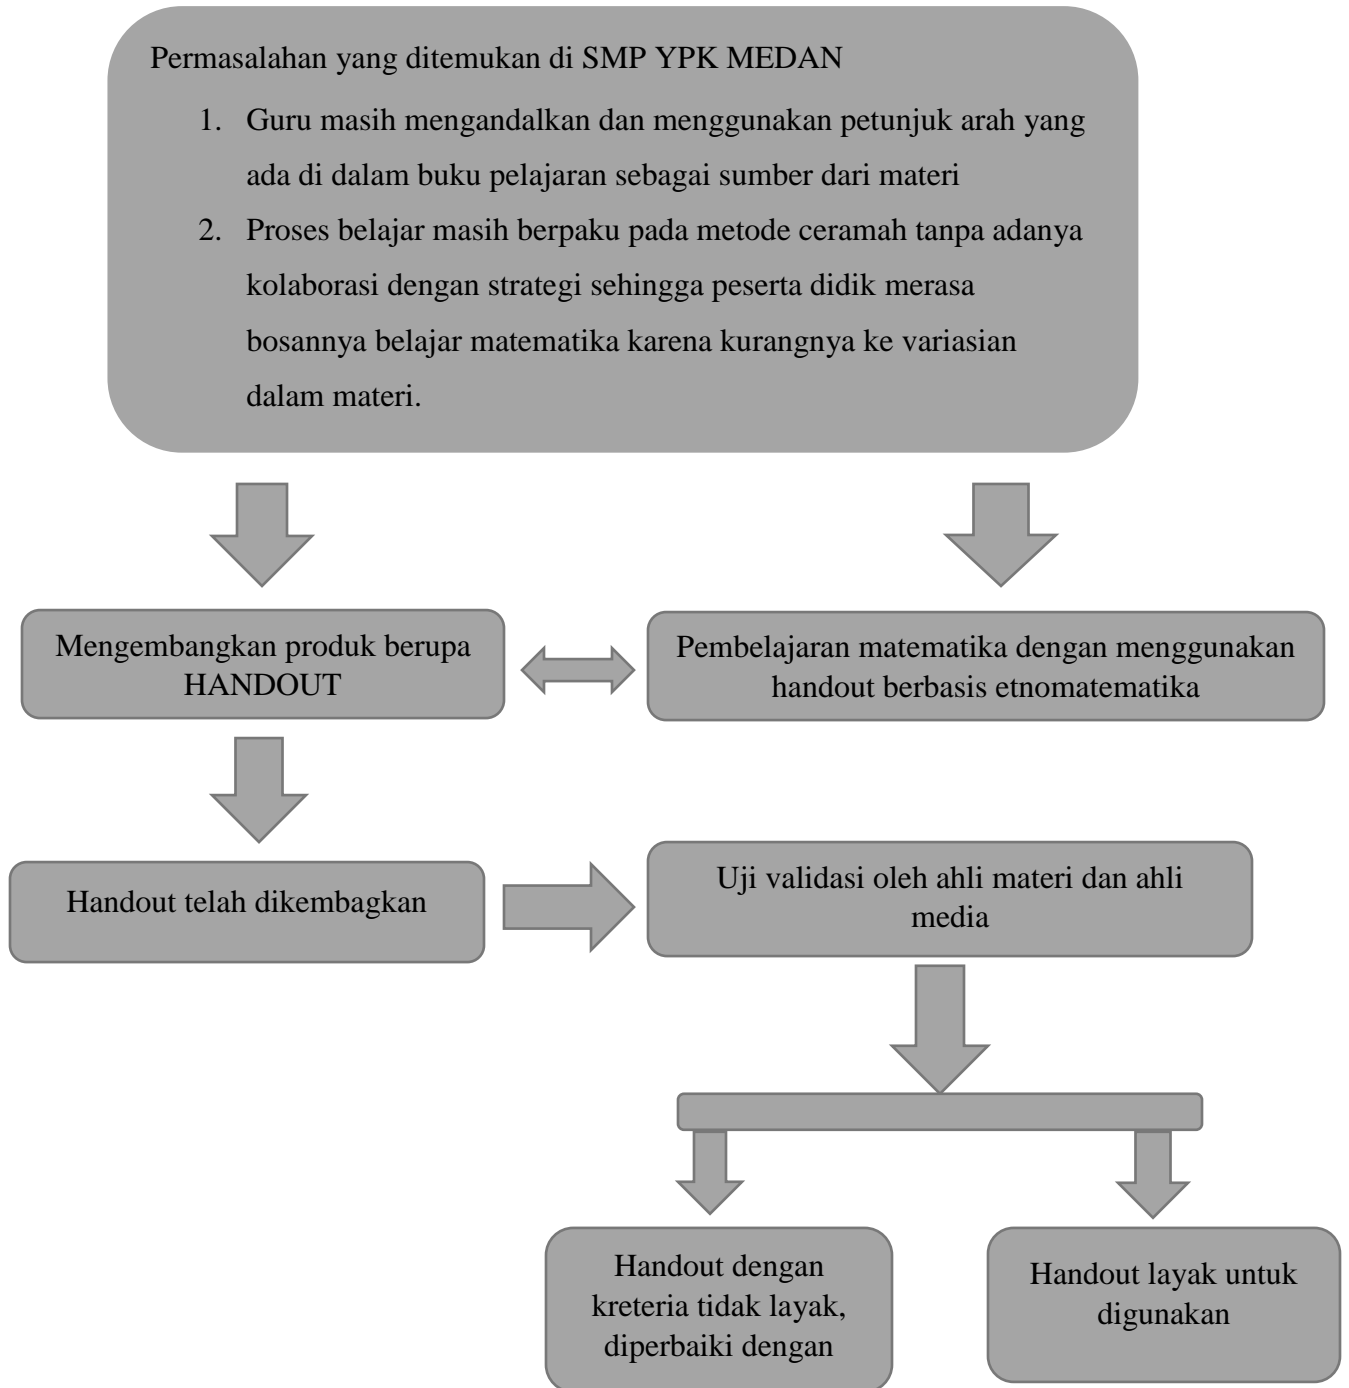 Permasalahan yang ditemukan di SMP YPK MEDAN
1. Guru masih mengandalkan dan menggunakan petunjuk arah yang
ada di dalam buku pelajaran sebagai sumber dari materi
2. Proses belajar masih berpaku pada metode ceramah tanpa adanya
kolaborasi dengan strategi sehingga peserta didik merasa
bosannya belajar matematika karena kurangnya ke variasian
dalam materi.
Mengembangkan produk berupa
HANDOUT
Pembelajaran matematika dengan menggunakan
handout berbasis etnomatematika
Handout telah dikembagkan
Uji validasi oleh ahli materi dan ahli
media
Handout dengan
kreteria tidak layak,
diperbaiki dengan
Handout layak untuk
digunakan